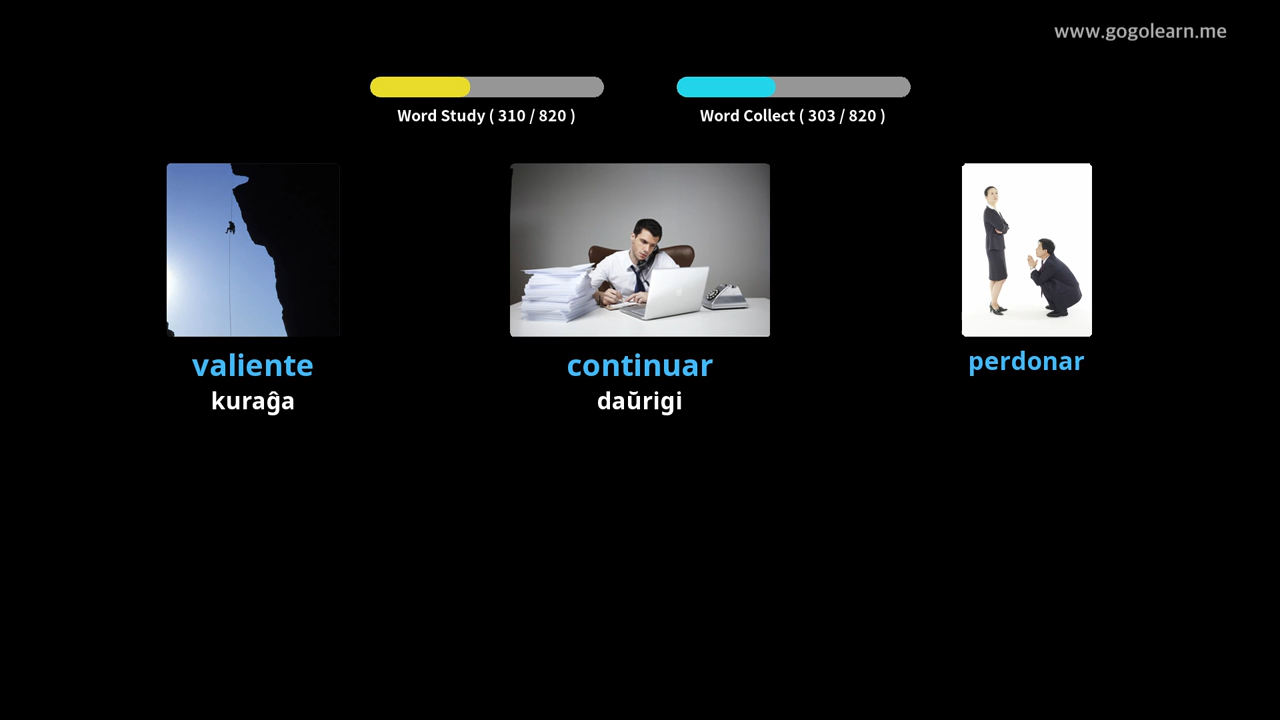 www.gogolearn.me
Word Study ( 310 / 820 )
Word Collect ( 303 / 820 )
valiente
kuraĝa
continuar
daŭrigi
perdonar